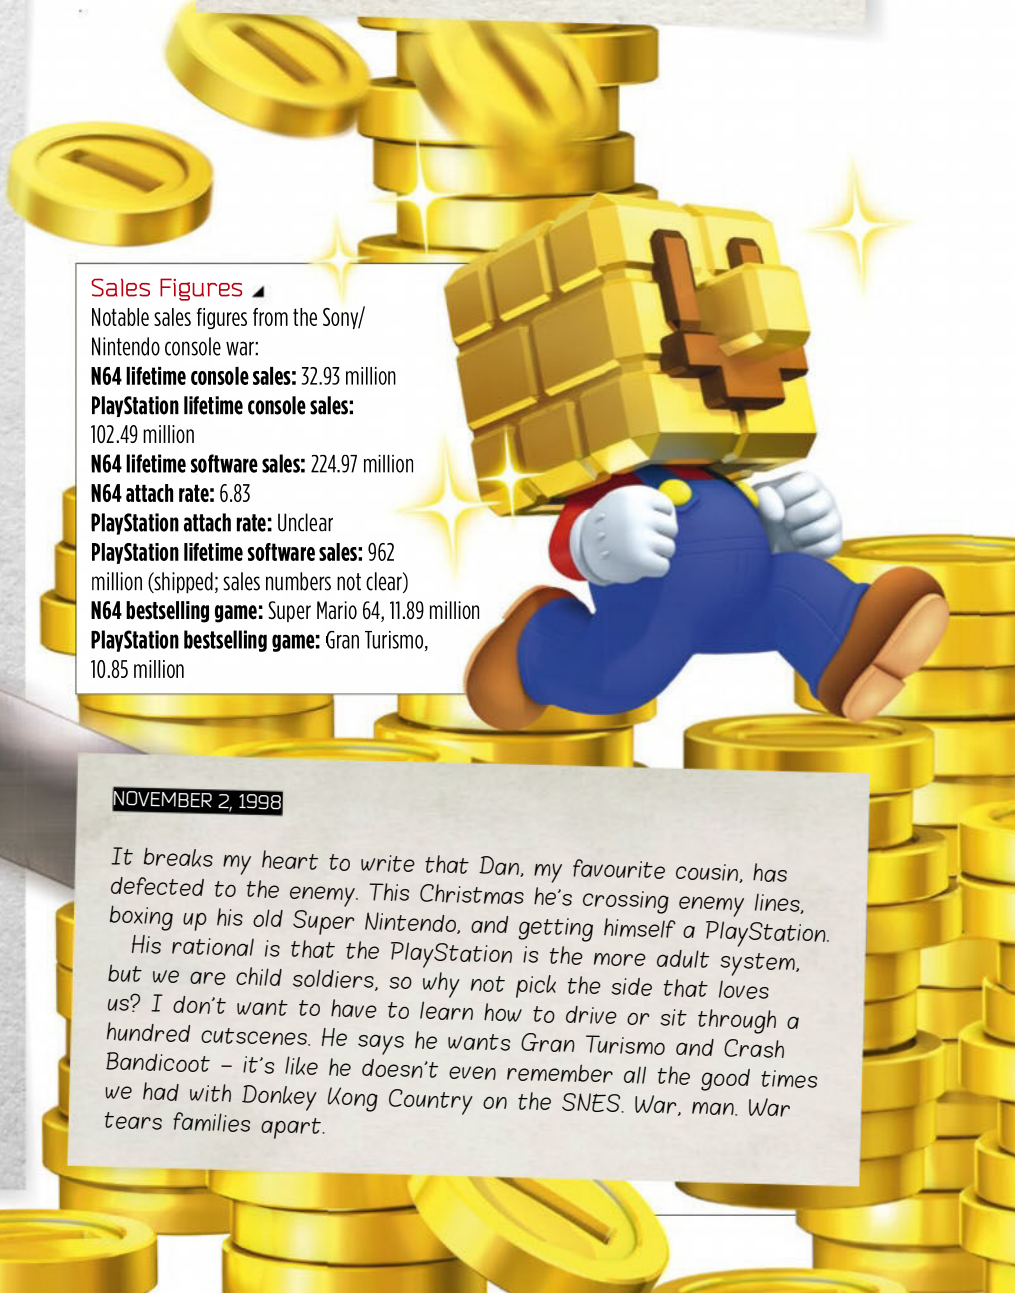 Sales Figures
Notable sales figures from the Sony/
Nintendo console war:
N64 lifetime console sales: 32.93 million
PlayStation lifetime console sales:
102.49 million
N64 lifetime software sales: 224.97 million
N64 attach rate: 6.83
PlayStation attach rate: Unclear
PlayStation lifetime software sales: 962
million (shipped; sales numbers not clear)
N64 bestselling game: Super Mario 64, 11.89 million
PlayStation bestselling game: Gran Turismo,
10.85 million
NOVEMBER 2, 1998
It breaks my heart to write that Dan, my favourite cousin, has
defected to the enemy. This Christmas he's crossing enemy lines,
boxing up his old Super Nintendo, and getting himself a PlayStation.
His rational is that the PlayStation is the more adult system,
but we are child soldiers, so why not pick the side that loves
us? I don't want to have to learn how to drive or sit through a
hundred cutscenes. He says he wants Gran Turismo and Crash
Bandicoot – it's like he doesn't even remember all the good times
we had with Donkey Kong Country on the SNES. War, man. War
tears families apart.